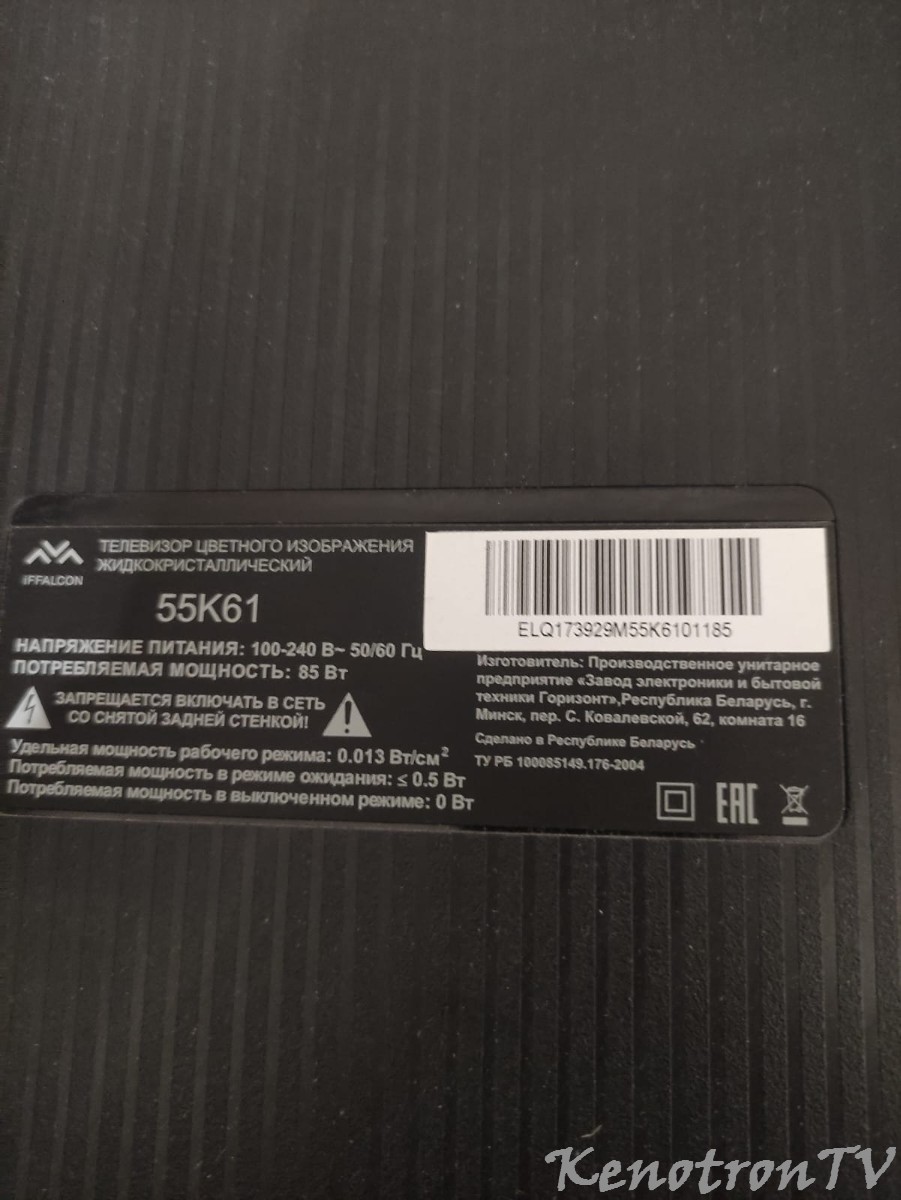 IFFALCON
ТЕЛЕВИЗОР ЦВЕТНОГО ИЗОБРАЖЕНИЯ
ЖИДКОКРИСТАЛЛИЧЕСКИЙ
55K61
НАПРЯЖЕНИЕ ПИТАНИЯ: 100-240 В~ 50/60 Гц
ПОТРЕБЛЯЕМАЯ МОЩНОСТЬ: 85 Вт
ЗАПРЕЩАЕТСЯ ВКЛЮЧАТЬ В СЕТЬ
СО СНЯТОЙ ЗАДНЕЙ СТЕНКОЙ!
Удельная мощность рабочего режима: 0.013 Вт/см²
Потребляемая мощность в режиме ожидания: ≤ 0.5 Вт
Потребляемая мощность в выключенном режиме: 0 Вт
ELQ173929M55K6101185
Изготовитель: Производственное унитарное
предприятие «Завод электроники и бытовой
техники Горизонт»,Республика Беларусь, г.
Минск, пер. С. Ковалевской, 62, комната 16
Сделано в Республике Беларусь
ТУ РБ 100085149.176-2004
EAC
KenotronTV